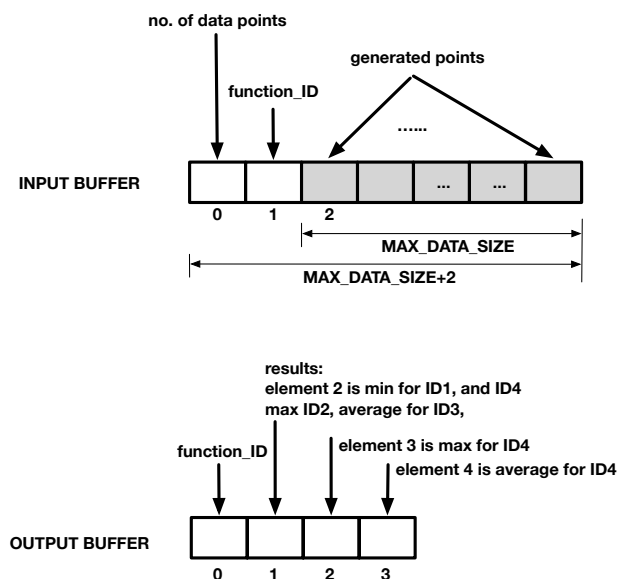 no. of data points
generated points
function_ID
......
INPUT BUFFER
... ...
0 1 2
MAX_DATA_SIZE
MAX_DATA_SIZE+2
results:
element 2 is min for ID1, and ID4
max ID2, average for ID3,
function_ID
element 3 is max for ID4
element 4 is average for ID4
OUTPUT BUFFER
0 1 2 3